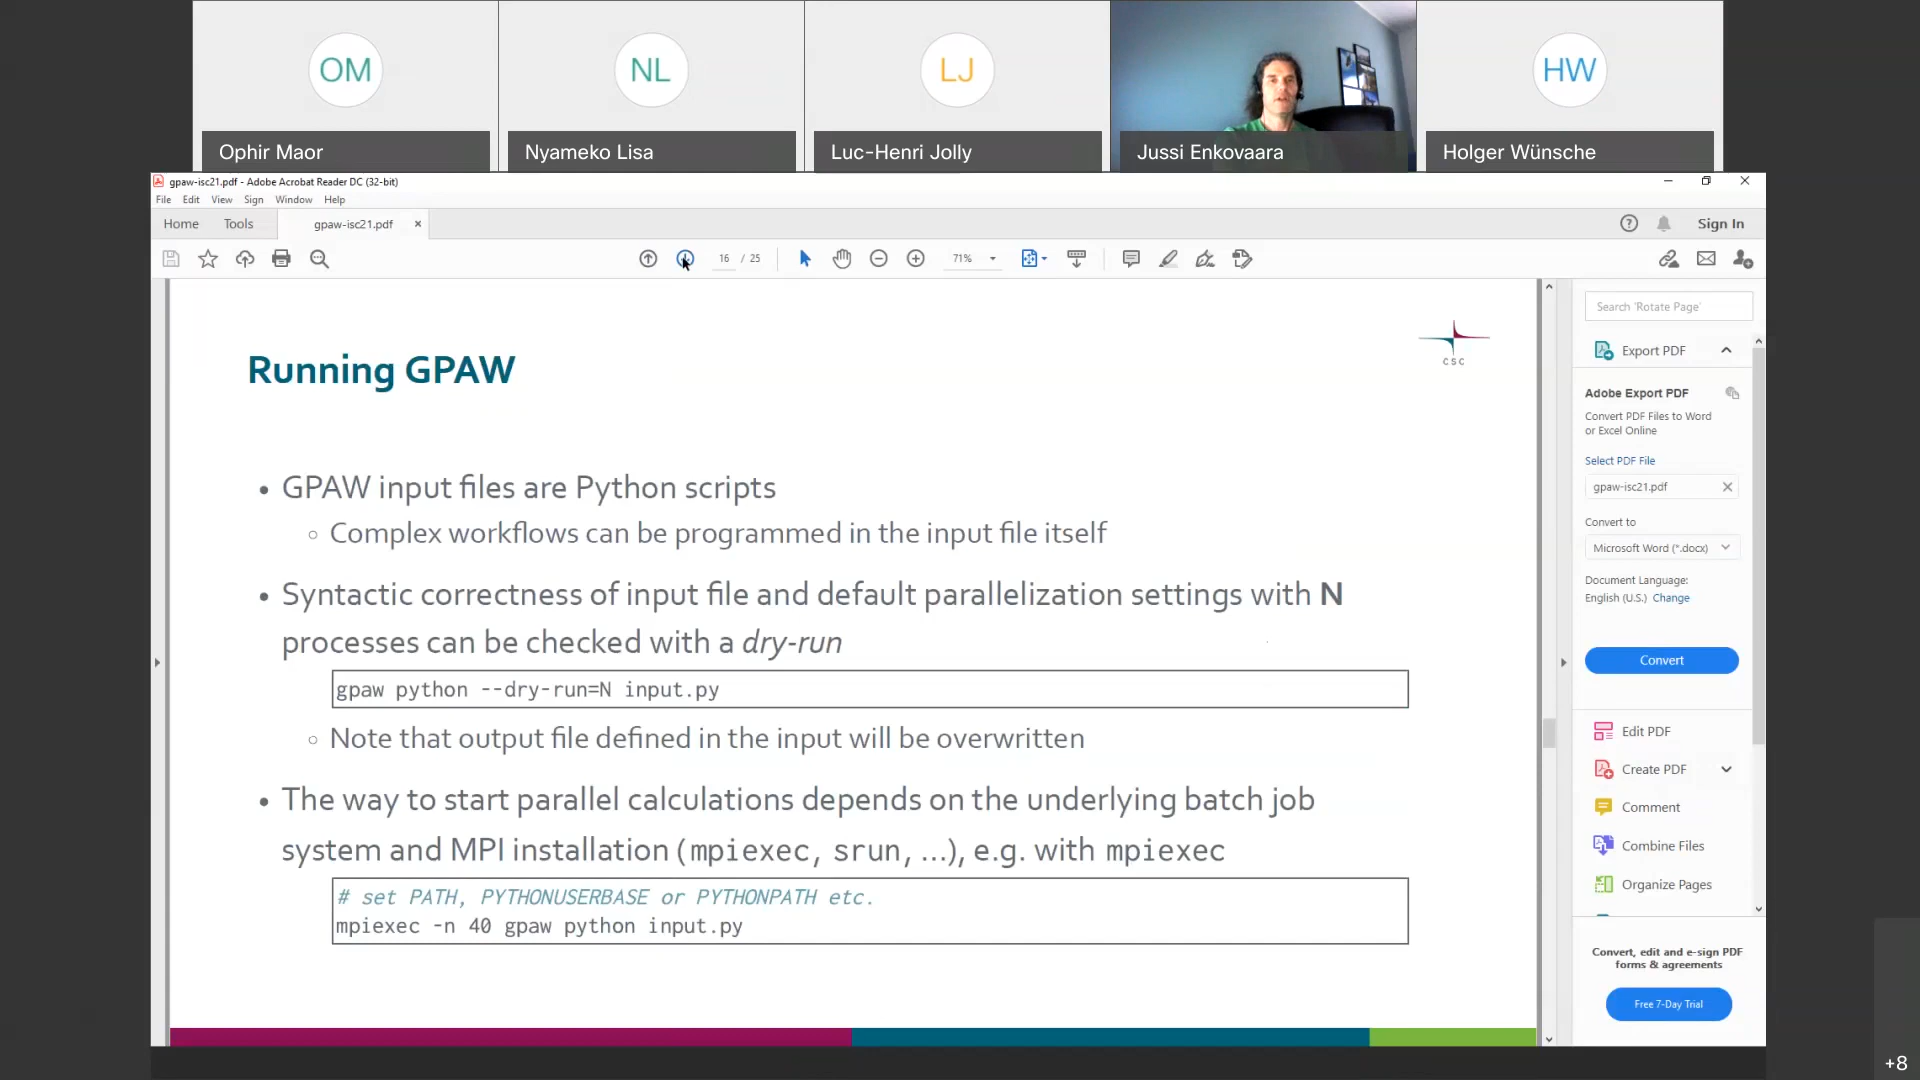 OM
NL
LJ
HW
Ophir Maor
Nyameko Lisa
Luc-Henri Jolly
Jussi Enkovaara
Holger Wünsche
gpaw-isc21.pdf - Adobe Acrobat Reader DC (32-bit)
File Edit View Sign Window Help
Home Tools gpaw-isc21.pdf × Sign In
16 / 25 71%
CSC
Running GPAW
• GPAW input files are Python scripts
○ Complex workflows can be programmed in the input file itself
• Syntactic correctness of input file and default parallelization settings with N
processes can be checked with a dry-run
gpaw python --dry-run=N input.py
○ Note that output file defined in the input will be overwritten
• The way to start parallel calculations depends on the underlying batch job
system and MPI installation (mpiexec, srun, ...), e.g. with mpiexec
# set PATH, PYTHONUSERBASE or PYTHONPATH etc.
mpiexec -n 40 gpaw python input.py
Search 'Rotate Page'
Export PDF
Adobe Export PDF
Convert PDF Files to Word
or Excel Online
Select PDF File
gpaw-isc21.pdf
Convert to
Microsoft Word (*.docx)
Document Language:
English (U.S.) Change
Convert
Edit PDF
Create PDF
Comment
Combine Files
Organize Pages
Convert, edit and e-sign PDF
forms & agreements
Free 7-Day Trial
+8